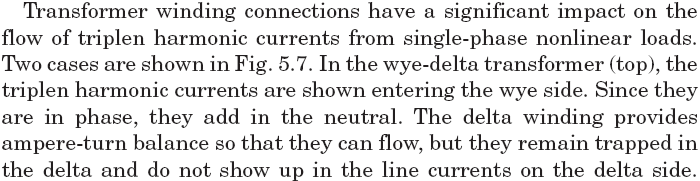 Transformer winding connections have a significant impact on the
flow of triplen harmonic currents from single-phase nonlinear loads.
Two cases are shown in Fig. 5.7. In the wye-delta transformer (top), the
triplen harmonic currents are shown entering the wye side. Since they
are in phase, they add in the neutral. The delta winding provides
ampere-turn balance so that they can flow, but they remain trapped in
the delta and do not show up in the line currents on the delta side.